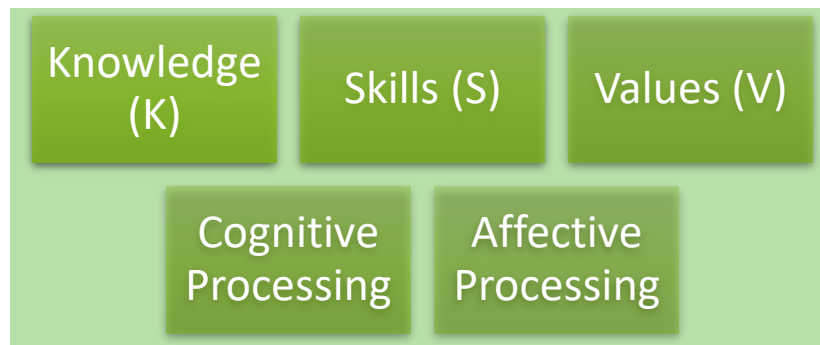 Knowledge
(K)
Skills (S)
Values (V)
Cognitive
Processing
Affective
Processing